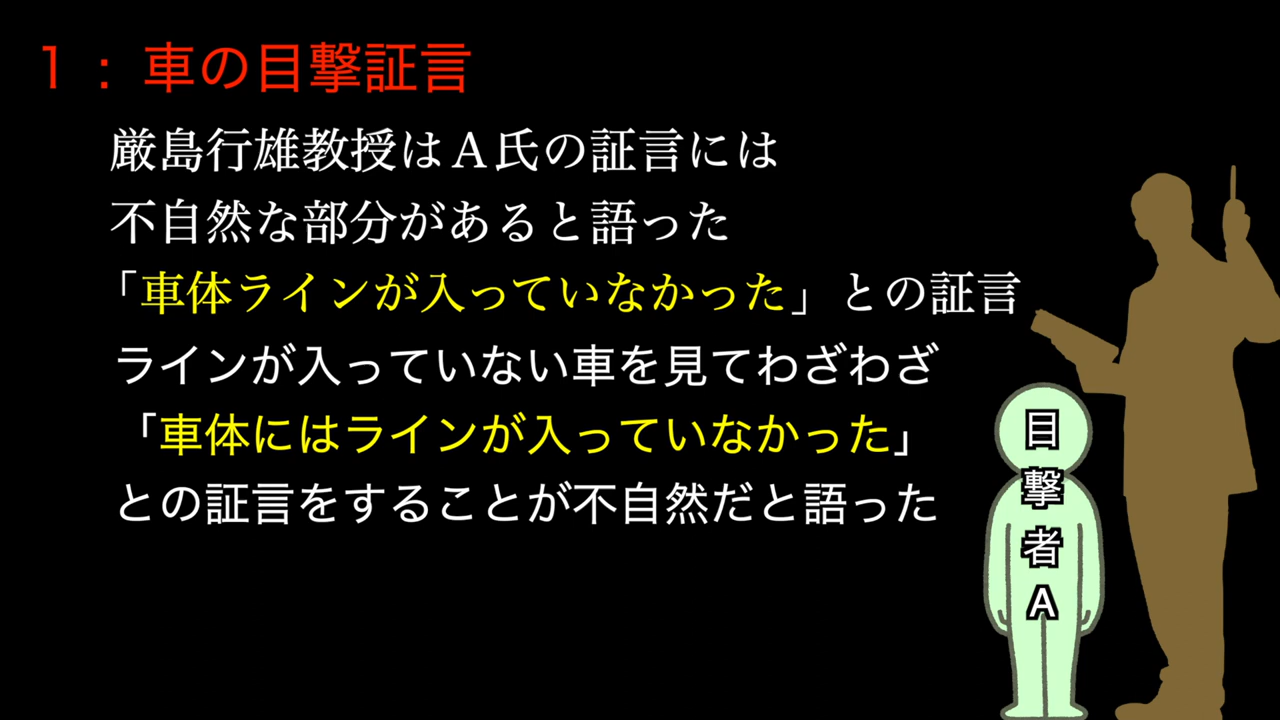 １：車の目撃証言
厳島行雄教授はＡ氏の証言には
不自然な部分があると語った
「車体ラインが入っていなかった」との証言
ラインが入っていない車を見てわざわざ
「車体にはラインが入っていなかった」
との証言をすることが不自然だと語った
目撃者Ａ